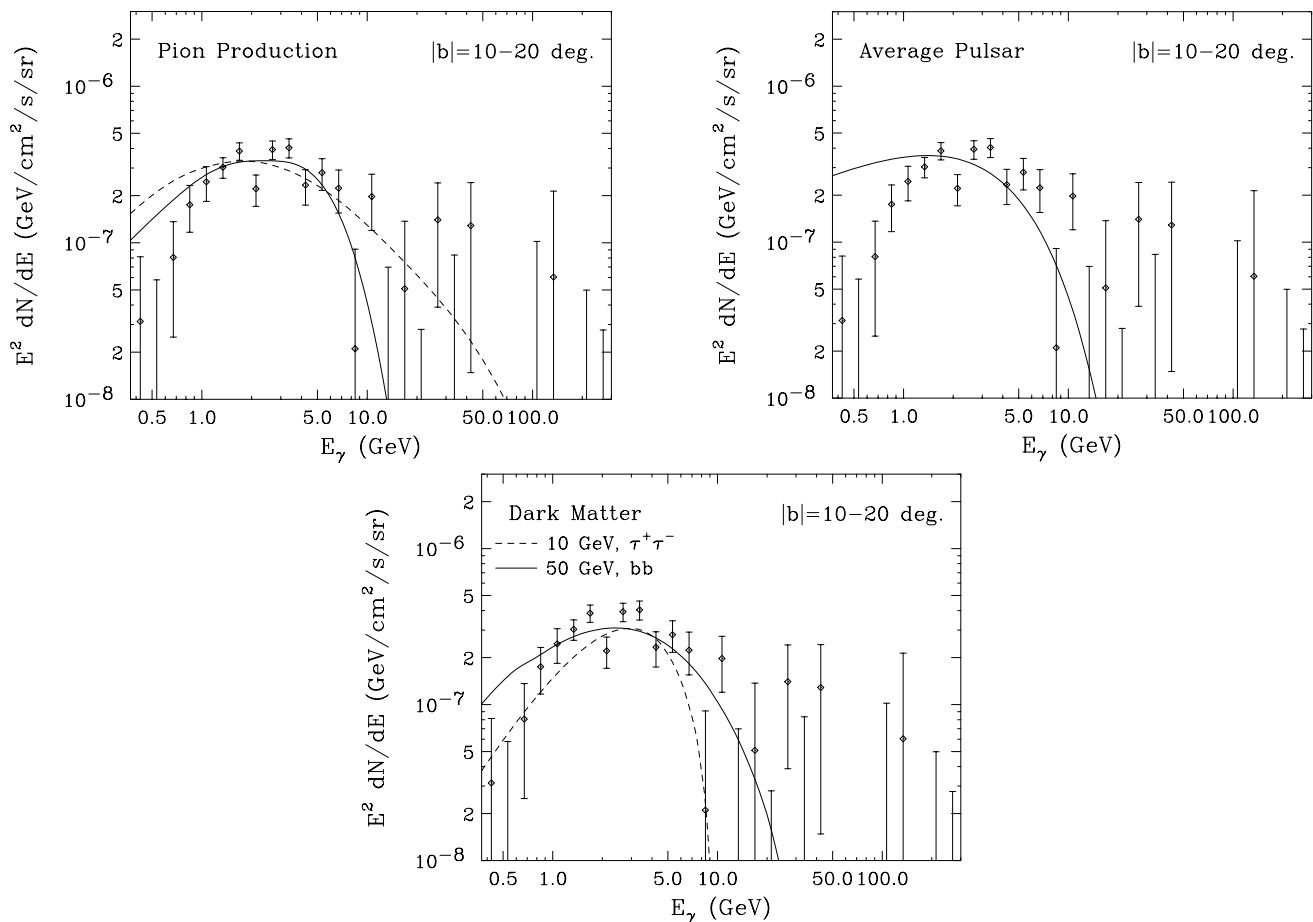 Pion Production |b|=10−20 deg.
E² dN/dE (GeV/cm²/s/sr)
2
10⁻⁶
5
2
10⁻⁷
5
2
10⁻⁸
0.5 1.0 5.0 10.0 50.0 100.0
E_γ (GeV)
Average Pulsar |b|=10−20 deg.
E² dN/dE (GeV/cm²/s/sr)
2
10⁻⁶
5
2
10⁻⁷
5
2
10⁻⁸
0.5 1.0 5.0 10.0 50.0 100.0
E_γ (GeV)
Dark Matter |b|=10−20 deg.
10 GeV, τ⁺τ⁻
50 GeV, bb
E² dN/dE (GeV/cm²/s/sr)
2
10⁻⁶
5
2
10⁻⁷
5
2
10⁻⁸
0.5 1.0 5.0 10.0 50.0 100.0
E_γ (GeV)